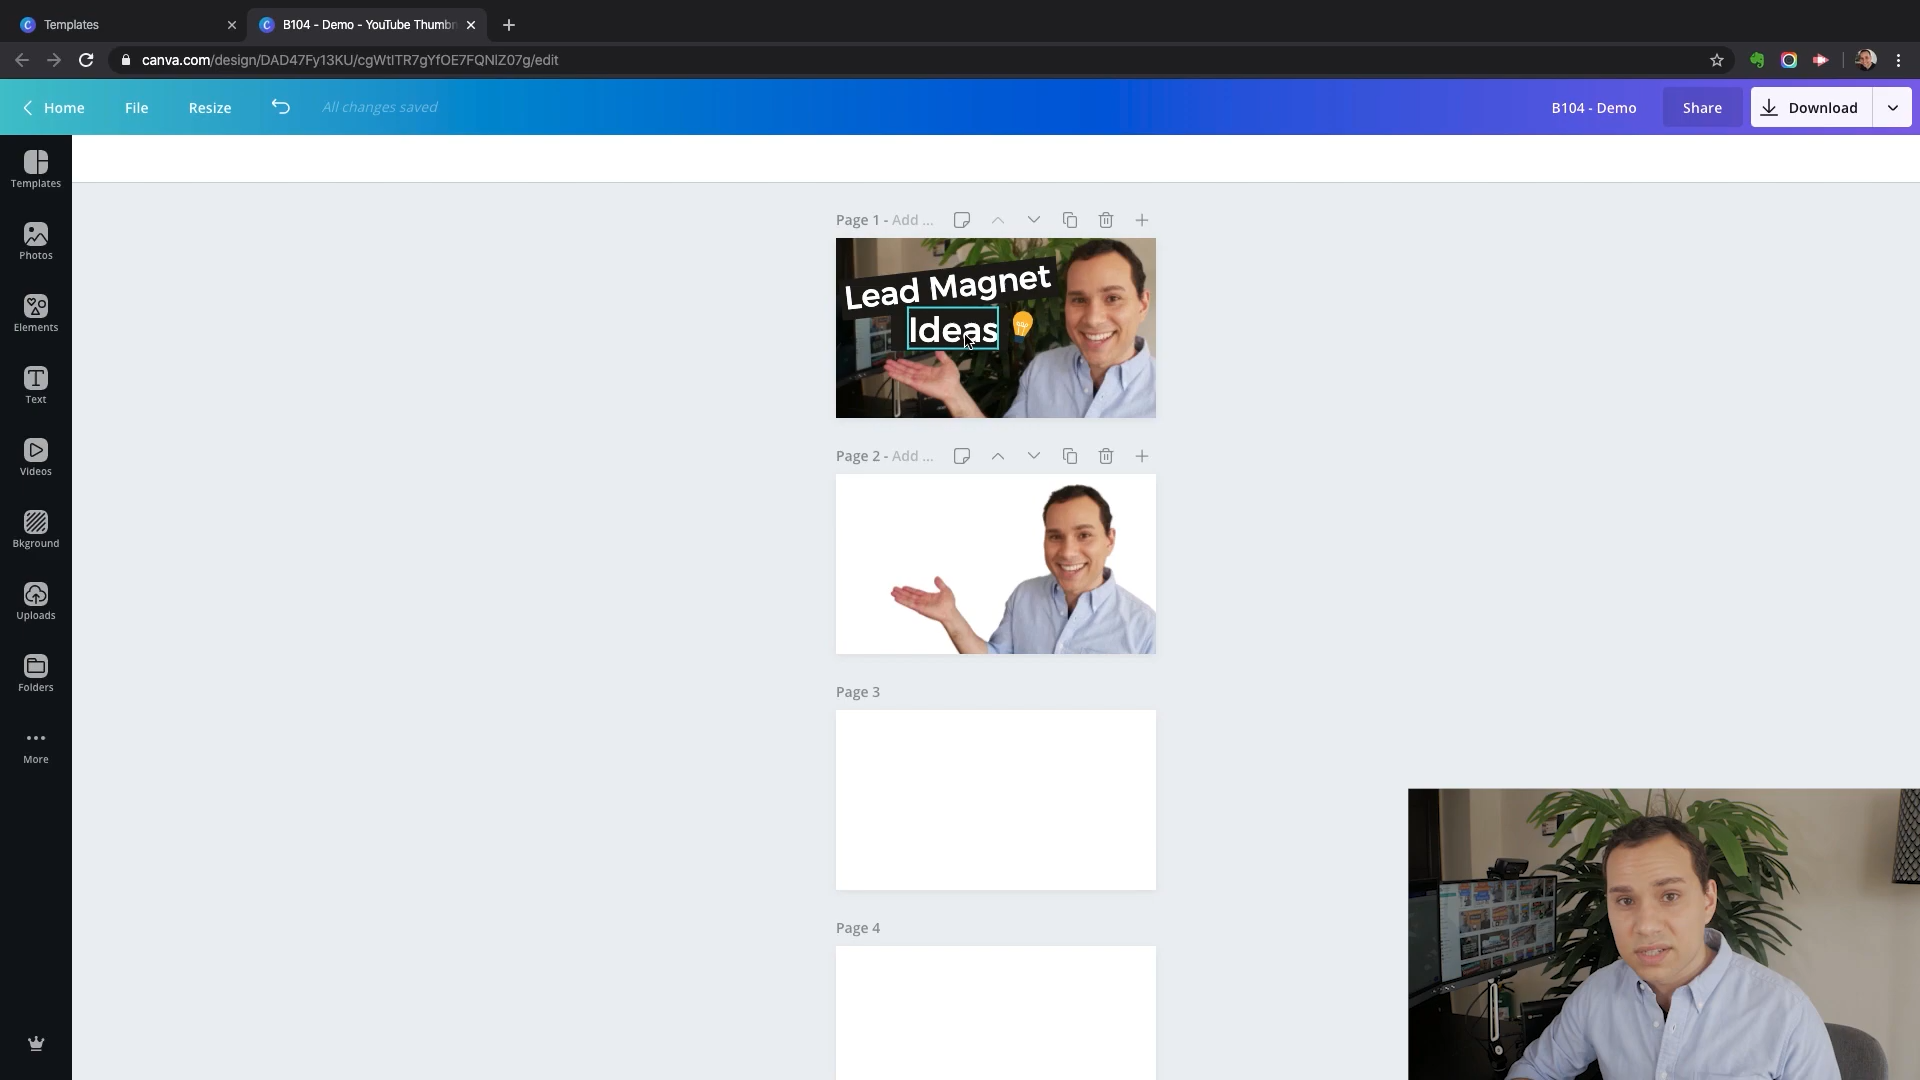 Templates
B104 - Demo - YouTube Thumbn
canva.com/design/DAD47Fy13KU/cgWtITR7gYfOE7FQNIZ07g/edit
Home
File
Resize
All changes saved
B104 - Demo
Share
Download
Templates
Photos
Elements
Text
Videos
Bkground
Uploads
Folders
More
Page 1 - Add ...
Lead Magnet
Ideas
Page 2 - Add ...
Page 3
Page 4